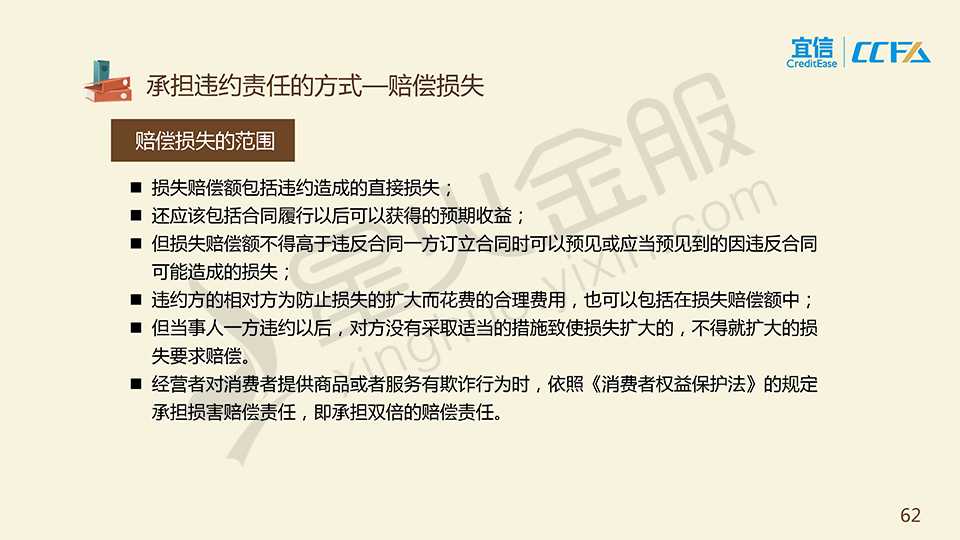 宜信
CreditEase
CCFA
承担违约责任的方式—赔偿损失
赔偿损失的范围
■ 损失赔偿额包括违约造成的直接损失；
■ 还应该包括合同履行以后可以获得的预期收益；
■ 但损失赔偿额不得高于违反合同一方订立合同时可以预见或应当预见到的因违反合同
可能造成的损失；
■ 违约方的相对方为防止损失的扩大而花费的合理费用，也可以包括在损失赔偿额中；
■ 但当事人一方违约以后，对方没有采取适当的措施致使损失扩大的，不得就扩大的损
失要求赔偿。
■ 经营者对消费者提供商品或者服务有欺诈行为时，依照《消费者权益保护法》的规定
承担损害赔偿责任，即承担双倍的赔偿责任。
星火金服
xinghuo.yixin.com
62